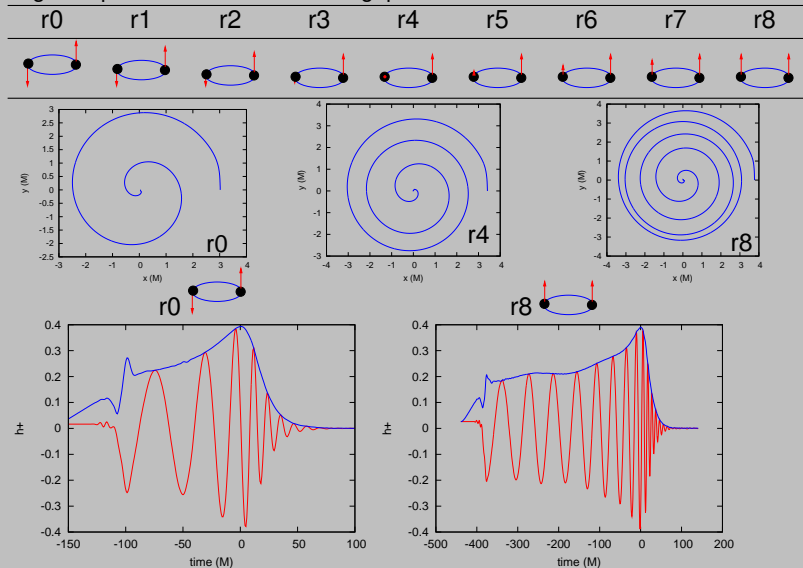 r0 r1 r2 r3 r4 r5 r6 r7 r8
3
2.5
2
1.5
1
0.5
0
-0.5
-1
-1.5
-2
-2.5
y (M)
-3 -2 -1 0 1 2 3 4
x (M)
r0
4
3
2
1
0
-1
-2
-3
y (M)
-3 -2 -1 0 1 2 3 4
x (M)
r4
4
3
2
1
0
-1
-2
-3
-4
y (M)
-4 -3 -2 -1 0 1 2 3 4
x (M)
r8
r0
0.4
0.3
0.2
0.1
0
-0.1
-0.2
-0.3
-0.4
h+
-150 -100 -50 0 50 100
time (M)
r8
0.4
0.3
0.2
0.1
0
-0.1
-0.2
-0.3
-0.4
h+
-500 -400 -300 -200 -100 0 100 200
time (M)